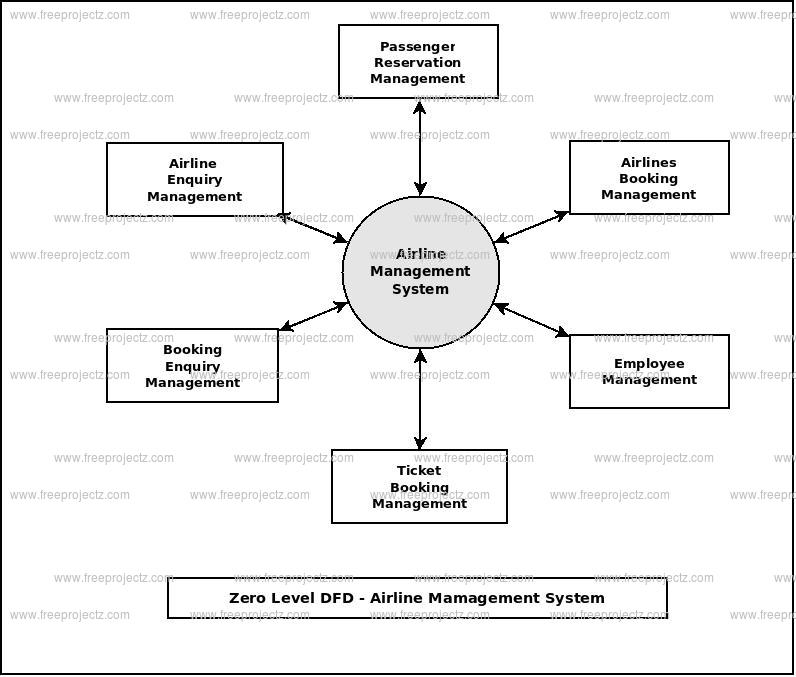 Passenger
Reservation
Management
Airline
Enquiry
Management
Airlines
Booking
Management
Airline
Management
System
Booking
Enquiry
Management
Employee
Management
Ticket
Booking
Management
Zero Level DFD - Airline Mamagement System
www.freeprojectz.com